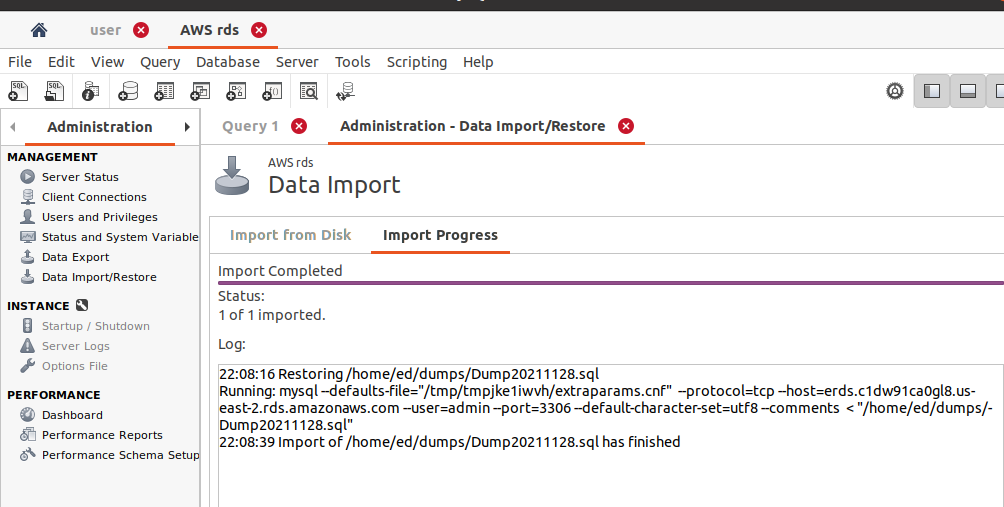 user
AWS rds
File Edit View Query Database Server Tools Scripting Help
Administration
Query 1
Administration - Data Import/Restore
MANAGEMENT
Server Status
Client Connections
Users and Privileges
Status and System Variable
Data Export
Data Import/Restore
INSTANCE
Startup / Shutdown
Server Logs
Options File
PERFORMANCE
Dashboard
Performance Reports
Performance Schema Setup
AWS rds
Data Import
Import from Disk
Import Progress
Import Completed
Status:
1 of 1 imported.
Log:
22:08:16 Restoring /home/ed/dumps/Dump20211128.sql
Running: mysql --defaults-file="/tmp/tmpjke1iwvh/extraparams.cnf" --protocol=tcp --host=erds.c1dw91ca0gl8.us-
east-2.rds.amazonaws.com --user=admin --port=3306 --default-character-set=utf8 --comments < "/home/ed/dumps/-
Dump20211128.sql"
22:08:39 Import of /home/ed/dumps/Dump20211128.sql has finished